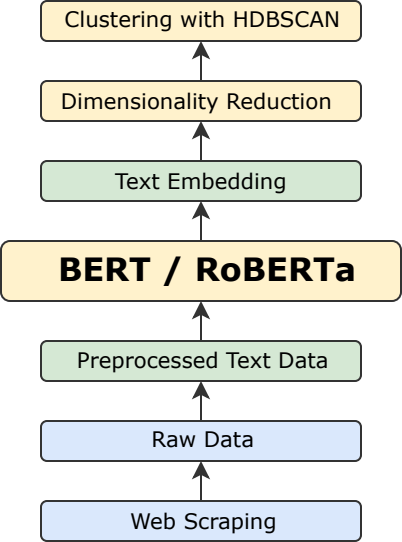 Clustering with HDBSCAN
Dimensionality Reduction
Text Embedding
BERT / RoBERTa
Preprocessed Text Data
Raw Data
Web Scraping